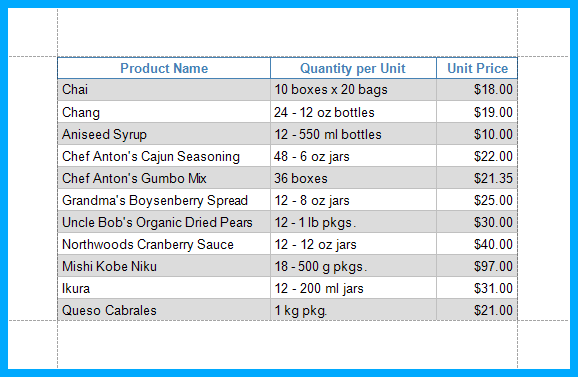 Product Name Quantity per Unit Unit Price
Chai 10 boxes x 20 bags $18.00
Chang 24 - 12 oz bottles $19.00
Aniseed Syrup 12 - 550 ml bottles $10.00
Chef Anton's Cajun Seasoning 48 - 6 oz jars $22.00
Chef Anton's Gumbo Mix 36 boxes $21.35
Grandma's Boysenberry Spread 12 - 8 oz jars $25.00
Uncle Bob's Organic Dried Pears 12 - 1 lb pkgs. $30.00
Northwoods Cranberry Sauce 12 - 12 oz jars $40.00
Mishi Kobe Niku 18 - 500 g pkgs. $97.00
Ikura 12 - 200 ml jars $31.00
Queso Cabrales 1 kg pkg. $21.00